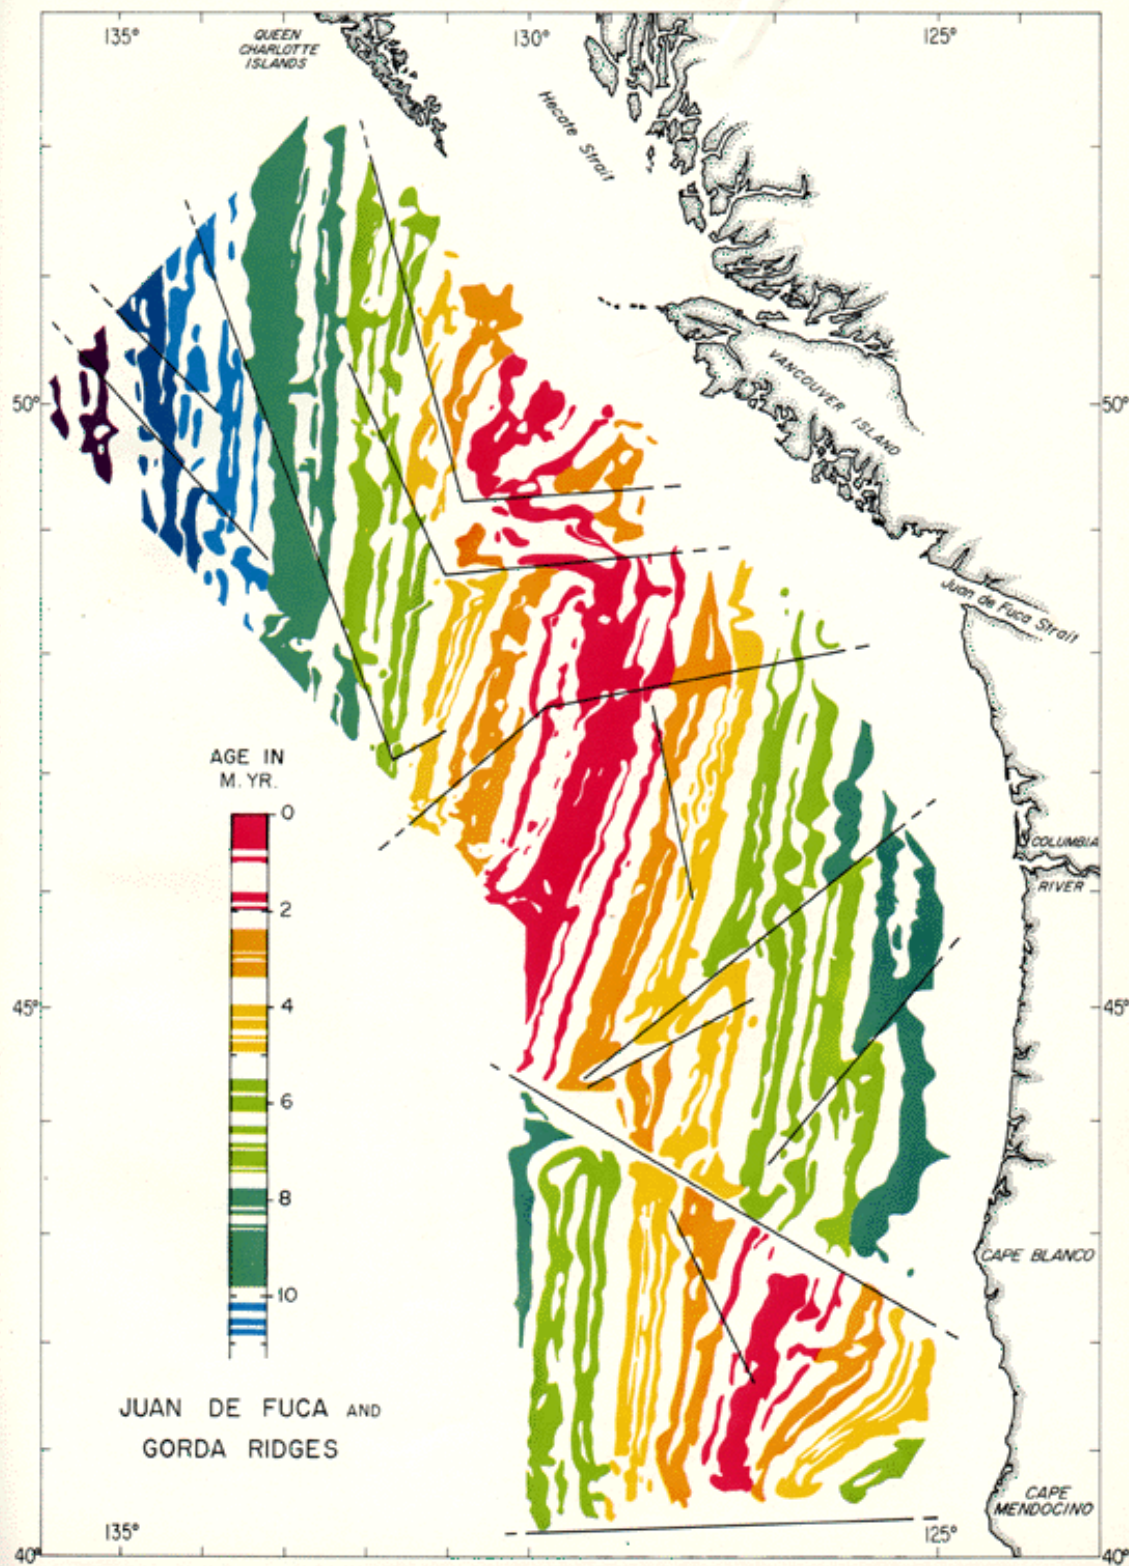 135°
130°
125°
QUEEN
CHARLOTTE
ISLANDS
Hecate Strait
VANCOUVER ISLAND
50°
50°
Juan de Fuca Strait
AGE IN
M. YR.
0
2
4
6
8
10
COLUMBIA
RIVER
45°
45°
CAPE BLANCO
JUAN DE FUCA AND
GORDA RIDGES
CAPE
MENDOCINO
135°
125°
40°
40°